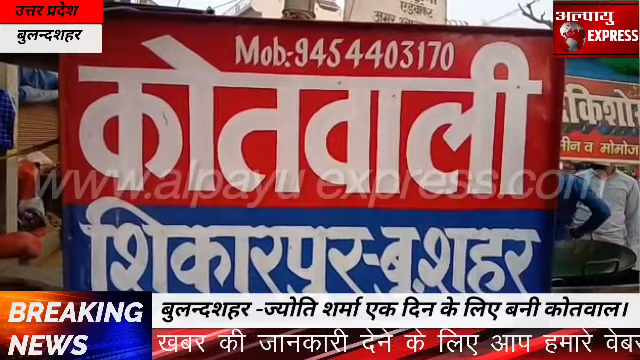 उत्तर प्रदेश
बुलन्दशहर
एडवोकेट
अल्पायु
EXPRESS
Mob:9454403170
कोतवाली
www.alpayu express.com
शिकारपुर-बु.शहर
BREAKING
NEWS
बुलन्दशहर -ज्योति शर्मा एक दिन के लिए बनी कोतवाल।
खबर की जानकारी देने के लिए आप हमारे वेब